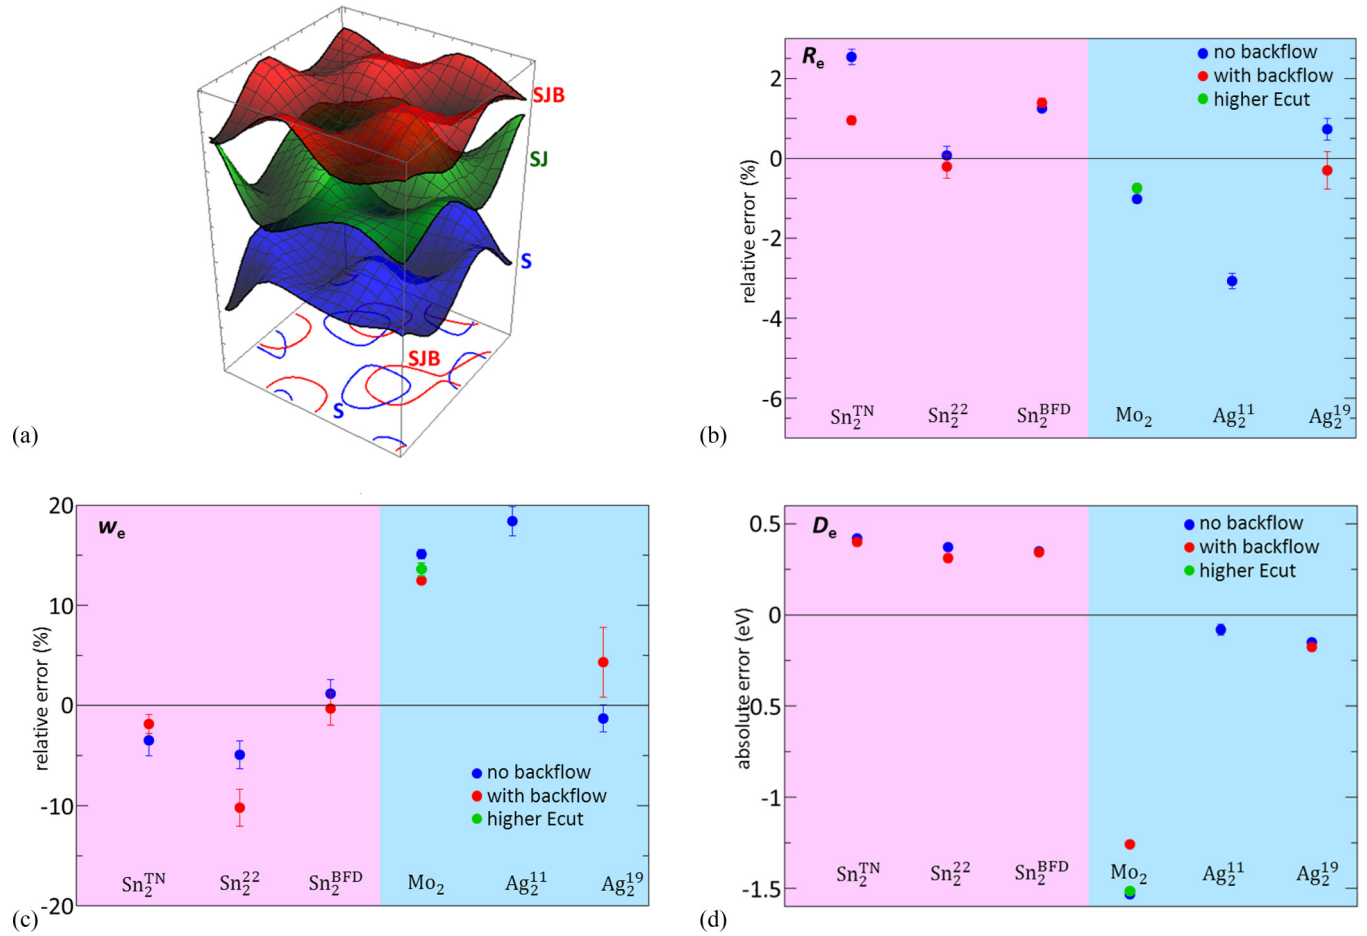 SJB
SJ
S
SJB
S
(a)
Rₑ
no backflow
with backflow
higher Ecut
relative error (%)
2
0
-2
-4
-6
Sn₂ᵀᴺ
Sn₂²²
Sn₂ᴮᶠᴰ
Mo₂
Ag₂¹¹
Ag₂¹⁹
(b)
wₑ
relative error (%)
20
10
0
-10
-20
no backflow
with backflow
higher Ecut
Sn₂ᵀᴺ
Sn₂²²
Sn₂ᴮᶠᴰ
Mo₂
Ag₂¹¹
Ag₂¹⁹
(c)
Dₑ
no backflow
with backflow
higher Ecut
absolute error (eV)
0.5
0
-0.5
-1
-1.5
Sn₂ᵀᴺ
Sn₂²²
Sn₂ᴮᶠᴰ
Mo₂
Ag₂¹¹
Ag₂¹⁹
(d)